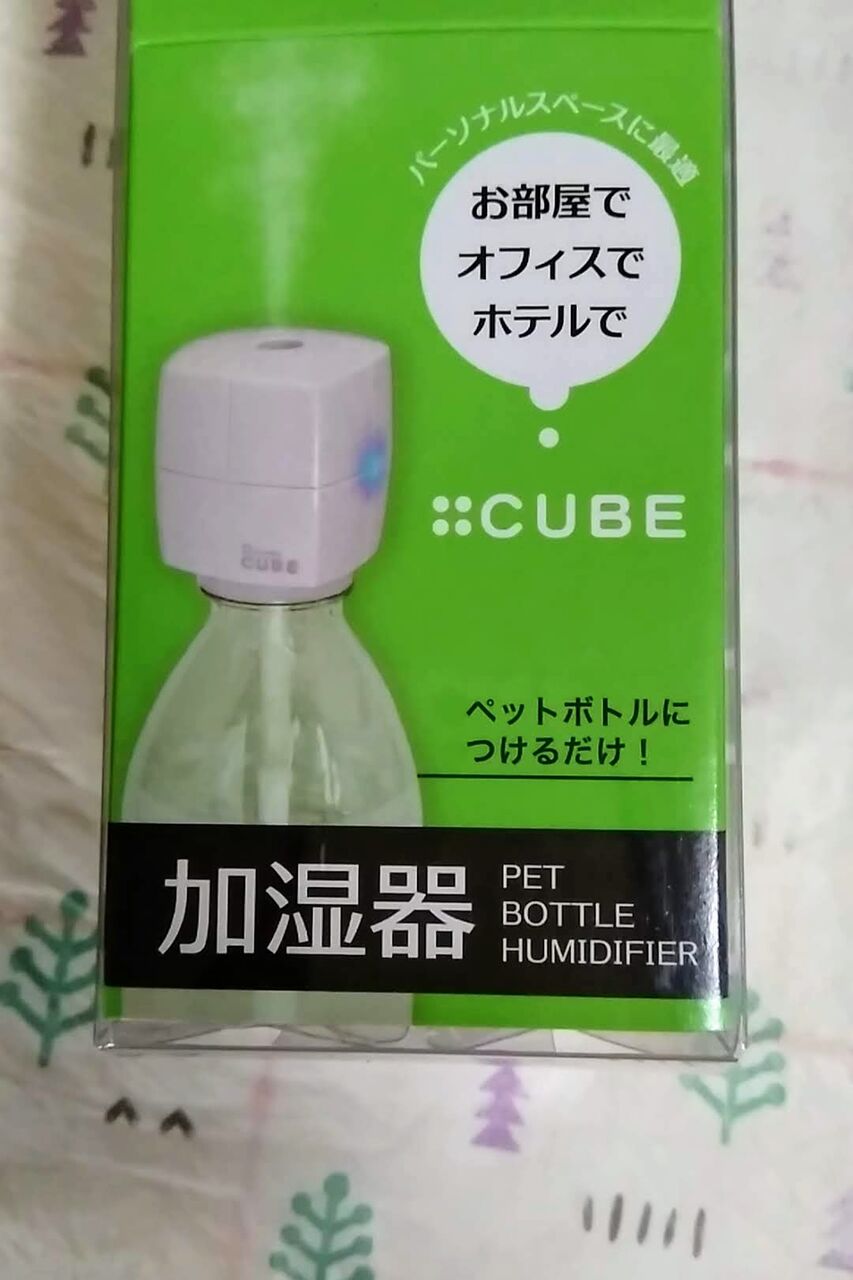 パーソナルスペースに最適
お部屋で
オフィスで
ホテルで
CUBE
CUBE
ペットボトルに
つけるだけ！
加湿器
PET
BOTTLE
HUMIDIFIER